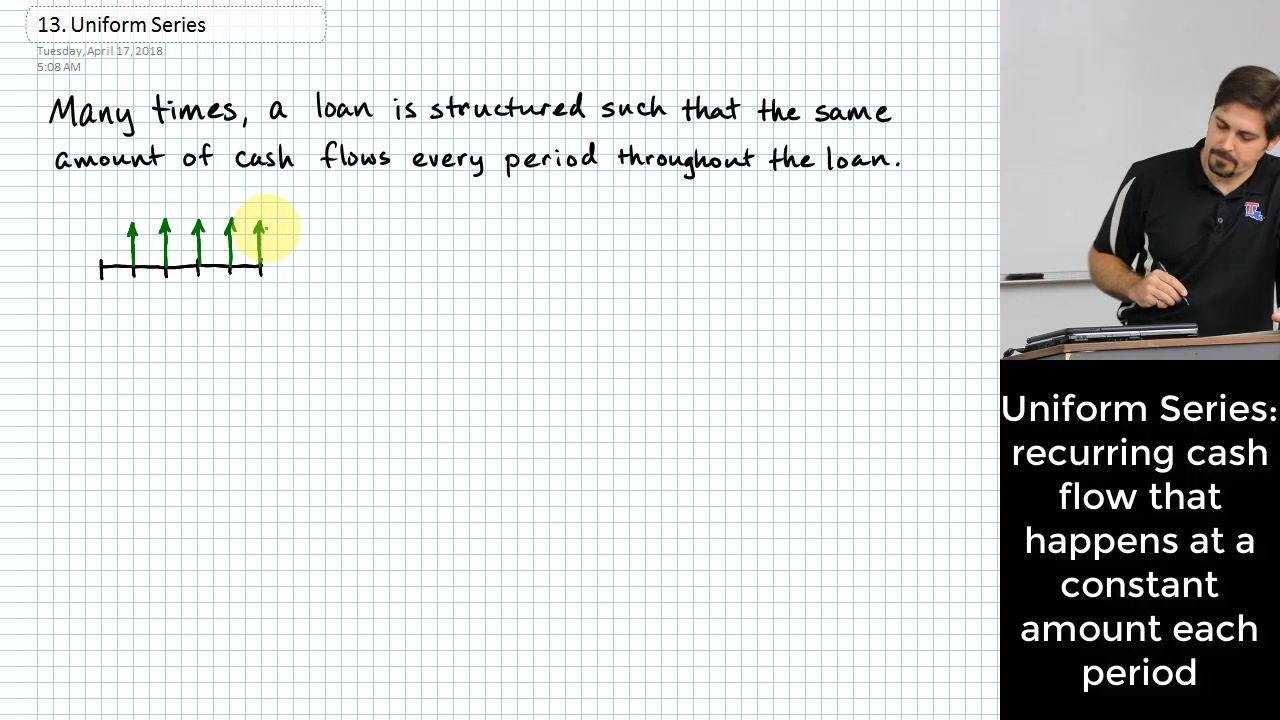 13. Uniform Series
Tuesday, April 17, 2018
5:08 AM
Many times, a loan is structured such that the same
amount of cash flows every period throughout the loan.
Uniform Series:
recurring cash
flow that
happens at a
constant
amount each
period